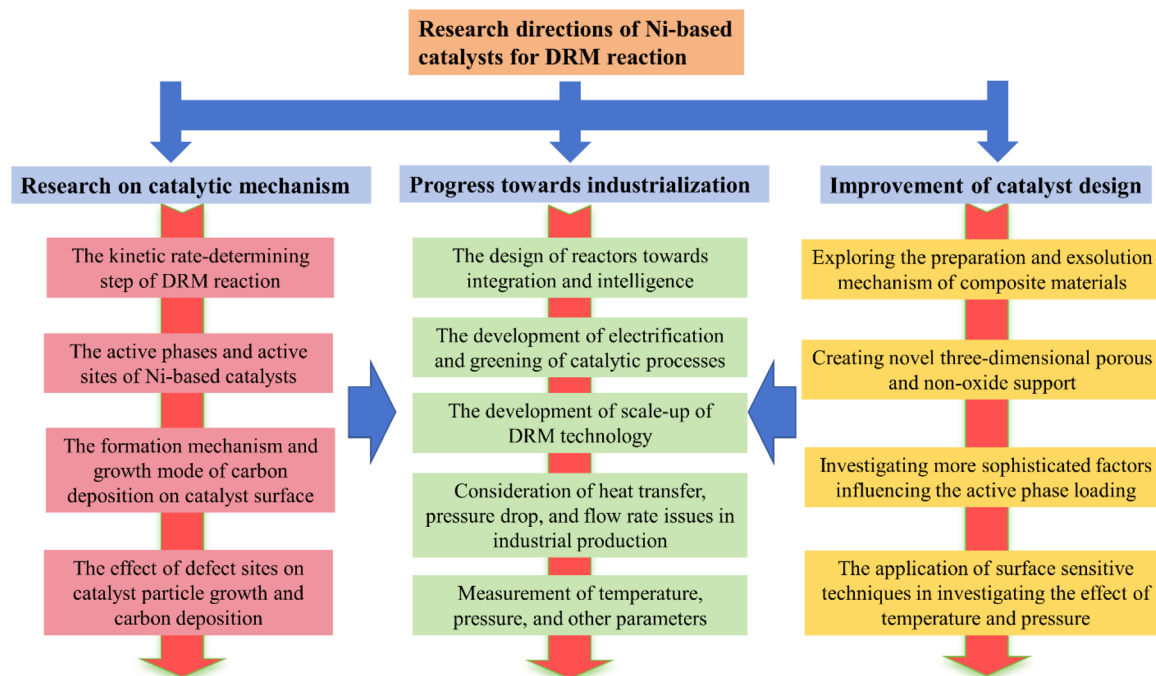 Research directions of Ni-based
catalysts for DRM reaction
Research on catalytic mechanism
The kinetic rate-determining
step of DRM reaction
The active phases and active
sites of Ni-based catalysts
The formation mechanism and
growth mode of carbon
deposition on catalyst surface
The effect of defect sites on
catalyst particle growth and
carbon deposition
Progress towards industrialization
The design of reactors towards
integration and intelligence
The development of electrification
and greening of catalytic processes
The development of scale-up of
DRM technology
Consideration of heat transfer,
pressure drop, and flow rate issues in
industrial production
Measurement of temperature,
pressure, and other parameters
Improvement of catalyst design
Exploring the preparation and exsolution
mechanism of composite materials
Creating novel three-dimensional porous
and non-oxide support
Investigating more sophisticated factors
influencing the active phase loading
The application of surface sensitive
techniques in investigating the effect of
temperature and pressure